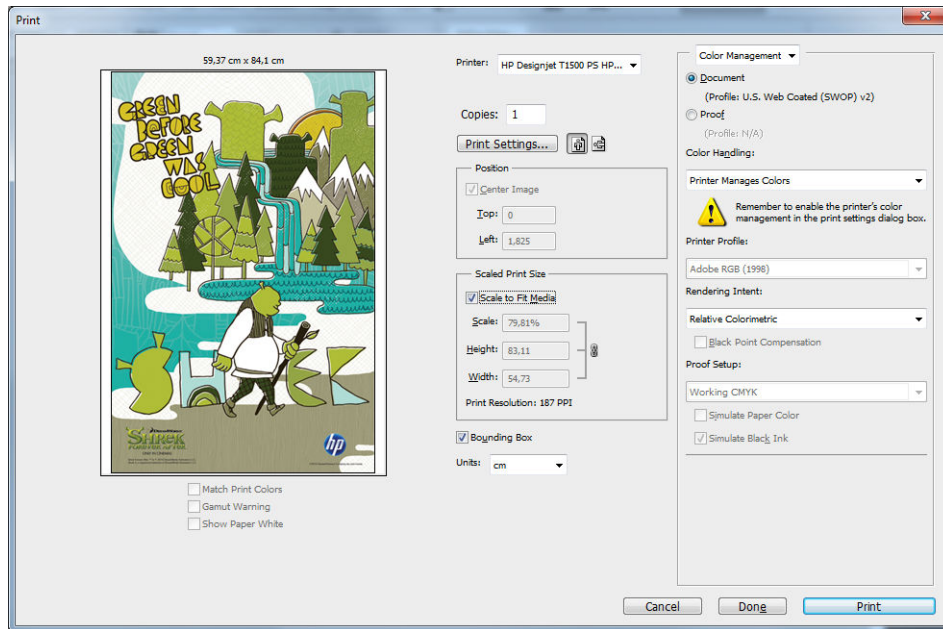 Print
59,37 cm x 84,1 cm
GREEN
BEFORE
GREEN
WAS
COOL
SHREK
DreamWorks
SHREK
hp
Match Print Colors
Gamut Warning
Show Paper White
Printer: HP Designjet T1500 PS HP...
Copies: 1
Print Settings...
Position
Center Image
Top: 0
Left: 1,825
Scaled Print Size
Scale to Fit Media
Scale: 79,81%
Height: 83,11
Width: 54,73
Print Resolution: 187 PPI
Bounding Box
Units: cm
Color Management
Document
(Profile: U.S. Web Coated (SWOP) v2)
Proof
(Profile: N/A)
Color Handling:
Printer Manages Colors
Remember to enable the printer's color
management in the print settings dialog box.
Printer Profile:
Adobe RGB (1998)
Rendering Intent:
Relative Colorimetric
Black Point Compensation
Proof Setup:
Working CMYK
Simulate Paper Color
Simulate Black Ink
Cancel
Done
Print